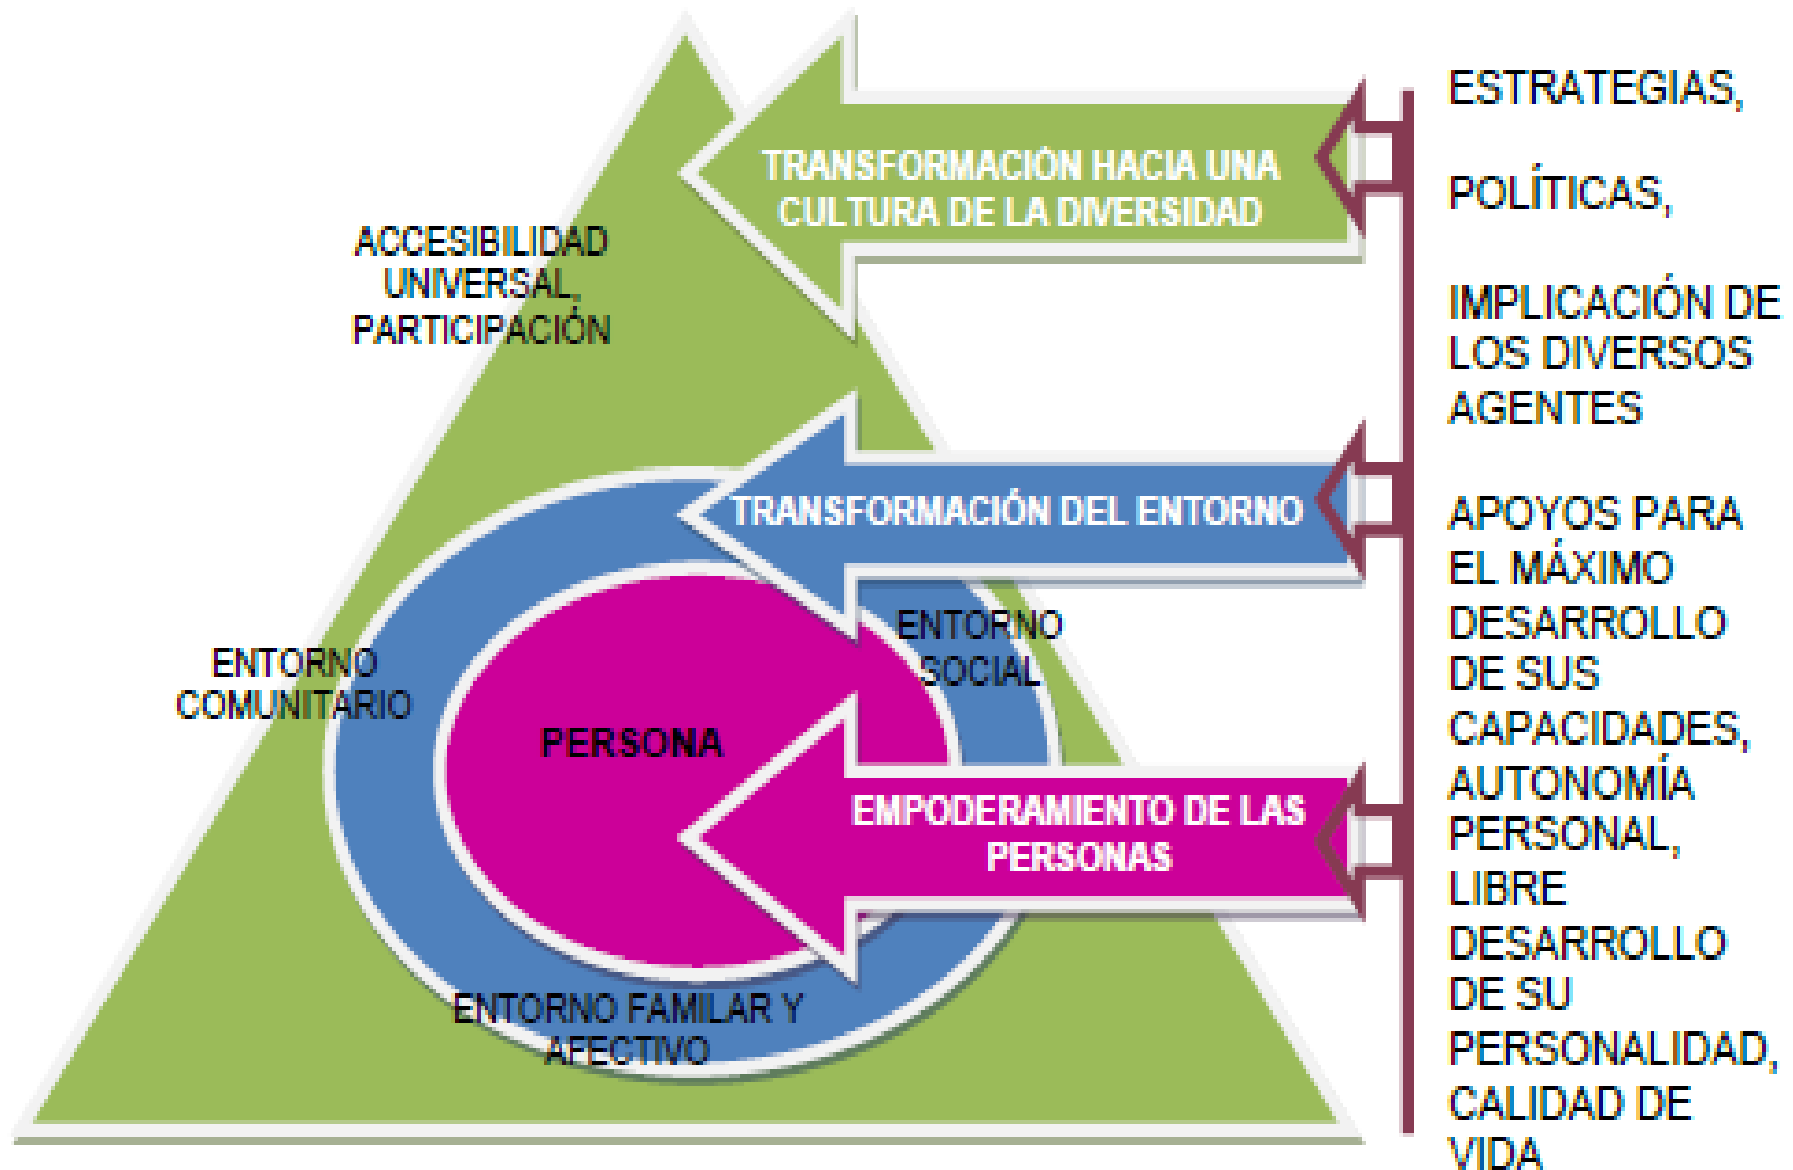 TRANSFORMACIÓN HACIA UNA
CULTURA DE LA DIVERSIDAD
ACCESIBILIDAD
UNIVERSAL,
PARTICIPACIÓN
TRANSFORMACIÓN DEL ENTORNO
ENTORNO
SOCIAL
ENTORNO
COMUNITARIO
PERSONA
EMPODERAMIENTO DE LAS
PERSONAS
ENTORNO FAMILAR Y
AFECTIVO
ESTRATEGIAS,
POLÍTICAS,
IMPLICACIÓN DE
LOS DIVERSOS
AGENTES
APOYOS PARA
EL MÁXIMO
DESARROLLO
DE SUS
CAPACIDADES,
AUTONOMÍA
PERSONAL,
LIBRE
DESARROLLO
DE SU
PERSONALIDAD,
CALIDAD DE
VIDA